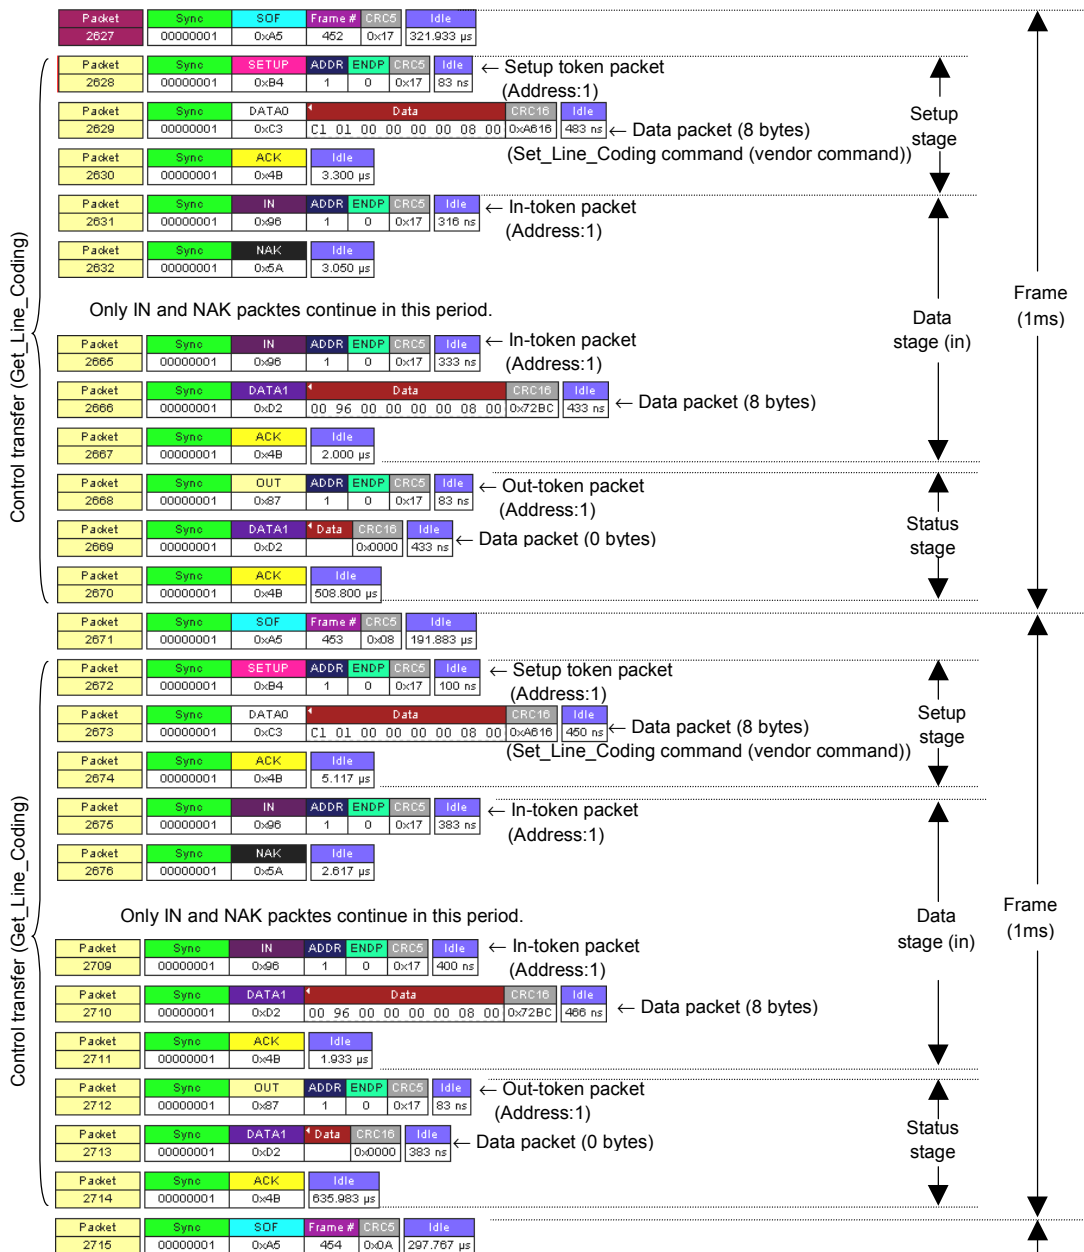 Packet Sync SOF Frame # CRC5 Idle
2627 00000001 0xA5 452 0x17 321.933 µs
Packet Sync SETUP ADDR ENDP CRC5 Idle ← Setup token packet
2628 00000001 0xB4 1 0 0x17 83 ns (Address:1)
Packet Sync DATA0 Data CRC16 Idle
2629 00000001 0xC3 C1 01 00 00 00 00 08 00 0xA616 483 ns ← Data packet (8 bytes)
(Set_Line_Coding command (vendor command))
Setup
stage
Packet Sync ACK Idle
2630 00000001 0x4B 3.300 µs
Packet Sync IN ADDR ENDP CRC5 Idle ← In-token packet
2631 00000001 0x96 1 0 0x17 316 ns (Address:1)
Packet Sync NAK Idle
2632 00000001 0x5A 3.050 µs
Only IN and NAK packtes continue in this period.
Control transfer (Get_Line_Coding)
Data
stage (in)
Frame
(1ms)
Packet Sync IN ADDR ENDP CRC5 Idle ← In-token packet
2665 00000001 0x96 1 0 0x17 333 ns (Address:1)
Packet Sync DATA1 Data CRC16 Idle
2666 00000001 0xD2 00 96 00 00 00 00 08 00 0x72BC 433 ns ← Data packet (8 bytes)
Packet Sync ACK Idle
2667 00000001 0x4B 2.000 µs
Packet Sync OUT ADDR ENDP CRC5 Idle ← Out-token packet
2668 00000001 0x87 1 0 0x17 83 ns (Address:1)
Packet Sync DATA1 Data CRC16 Idle
2669 00000001 0xD2 0x0000 433 ns ← Data packet (0 bytes)
Status
stage
Packet Sync ACK Idle
2670 00000001 0x4B 508.800 µs
Packet Sync SOF Frame # CRC5 Idle
2671 00000001 0xA5 453 0x08 191.883 µs
Packet Sync SETUP ADDR ENDP CRC5 Idle ← Setup token packet
2672 00000001 0xB4 1 0 0x17 100 ns (Address:1)
Packet Sync DATA0 Data CRC16 Idle
2673 00000001 0xC3 C1 01 00 00 00 00 08 00 0xA616 450 ns ← Data packet (8 bytes)
(Set_Line_Coding command (vendor command))
Setup
stage
Packet Sync ACK Idle
2674 00000001 0x4B 5.117 µs
Packet Sync IN ADDR ENDP CRC5 Idle ← In-token packet
2675 00000001 0x96 1 0 0x17 383 ns (Address:1)
Packet Sync NAK Idle
2676 00000001 0x5A 2.617 µs
Only IN and NAK packtes continue in this period.
Control transfer (Get_Line_Coding)
Data
stage (in)
Frame
(1ms)
Packet Sync IN ADDR ENDP CRC5 Idle ← In-token packet
2709 00000001 0x96 1 0 0x17 400 ns (Address:1)
Packet Sync DATA1 Data CRC16 Idle
2710 00000001 0xD2 00 96 00 00 00 00 08 00 0x72BC 466 ns ← Data packet (8 bytes)
Packet Sync ACK Idle
2711 00000001 0x4B 1.933 µs
Packet Sync OUT ADDR ENDP CRC5 Idle ← Out-token packet
2712 00000001 0x87 1 0 0x17 83 ns (Address:1)
Packet Sync DATA1 Data CRC16 Idle
2713 00000001 0xD2 0x0000 383 ns ← Data packet (0 bytes)
Status
stage
Packet Sync ACK Idle
2714 00000001 0x4B 635.983 µs
Packet Sync SOF Frame # CRC5 Idle
2715 00000001 0xA5 454 0x0A 297.767 µs